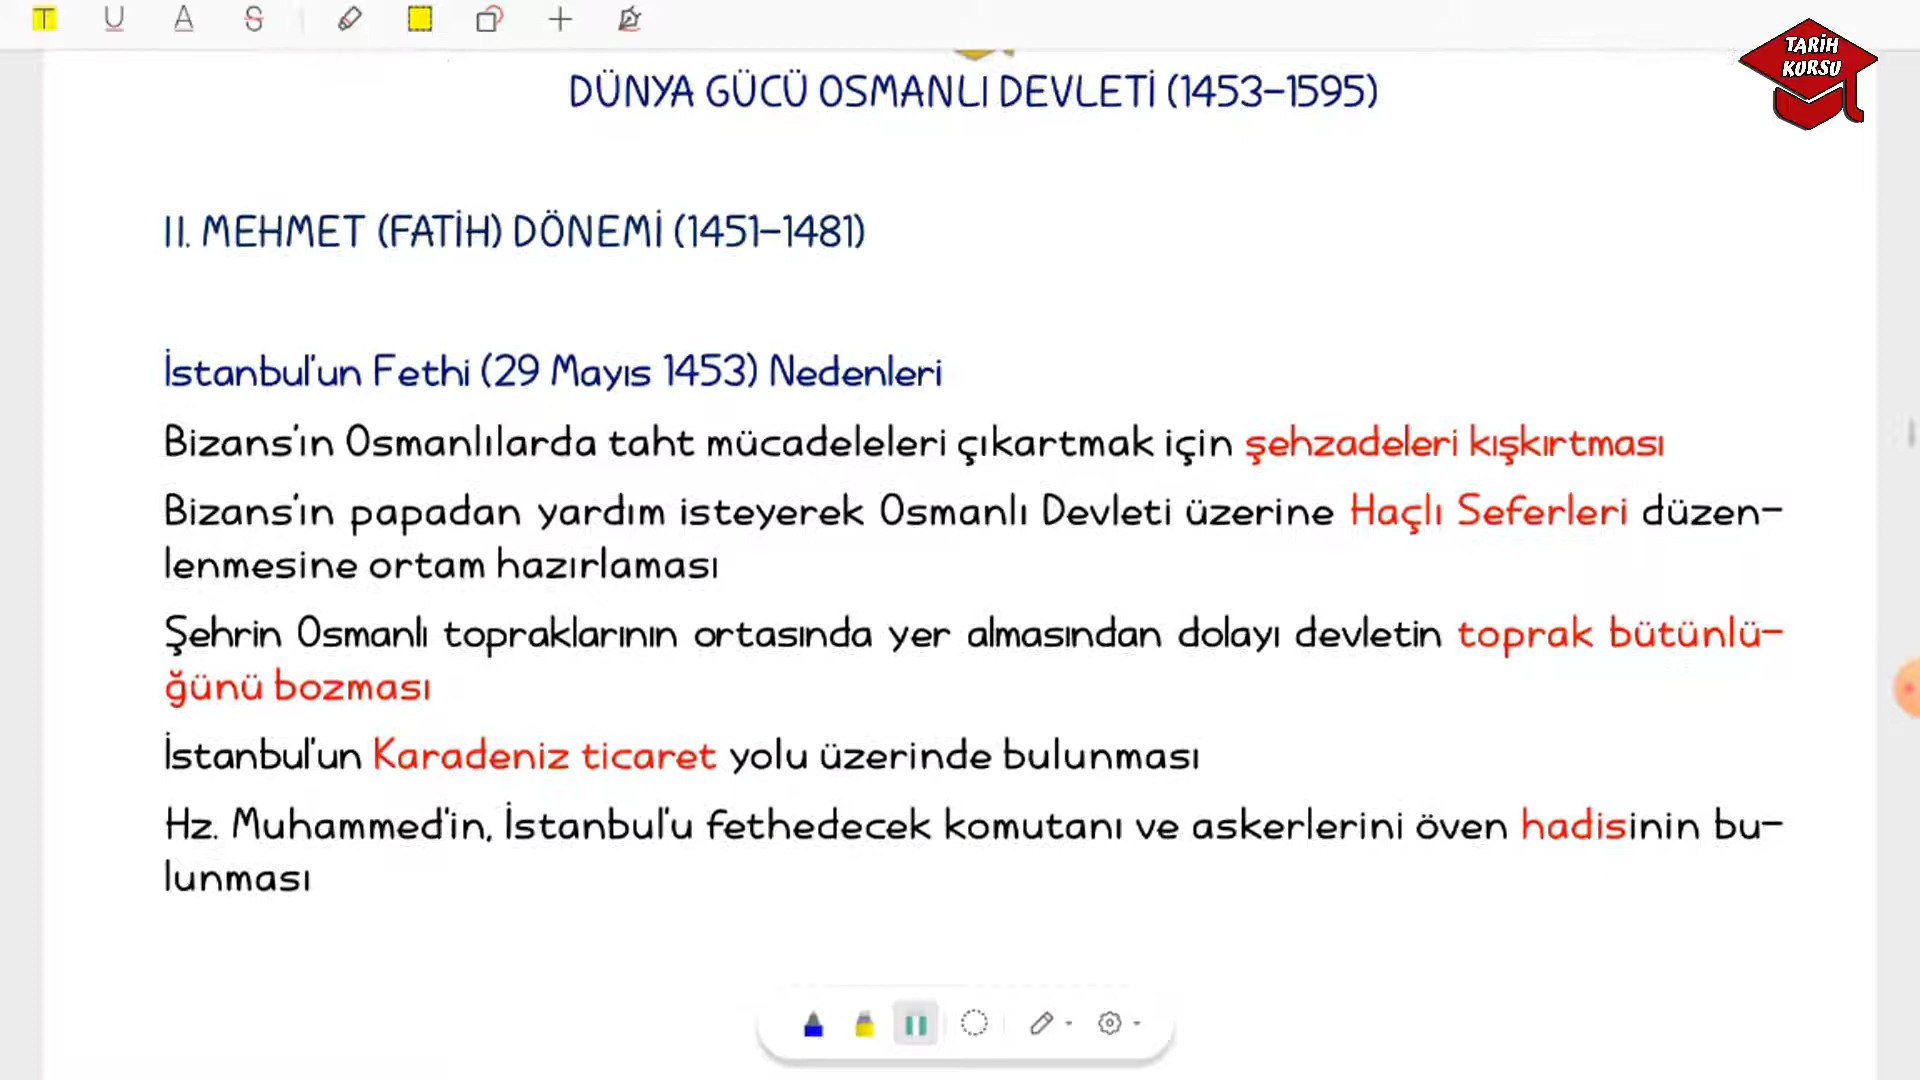 TARİH
KURSU
DÜNYA GÜCÜ OSMANLI DEVLETİ (1453–1595)
II. MEHMET (FATİH) DÖNEMİ (1451–1481)
İstanbul'un Fethi (29 Mayıs 1453) Nedenleri
Bizans'ın Osmanlılarda taht mücadeleleri çıkartmak için şehzadeleri kışkırtması
Bizans'ın papadan yardım isteyerek Osmanlı Devleti üzerine Haçlı Seferleri düzen–
lenmesine ortam hazırlaması
Şehrin Osmanlı topraklarının ortasında yer almasından dolayı devletin toprak bütünlü–
ğünü bozması
İstanbul'un Karadeniz ticaret yolu üzerinde bulunması
Hz. Muhammed'in, İstanbul'u fethedecek komutanı ve askerlerini öven hadisinin bu–
lunması